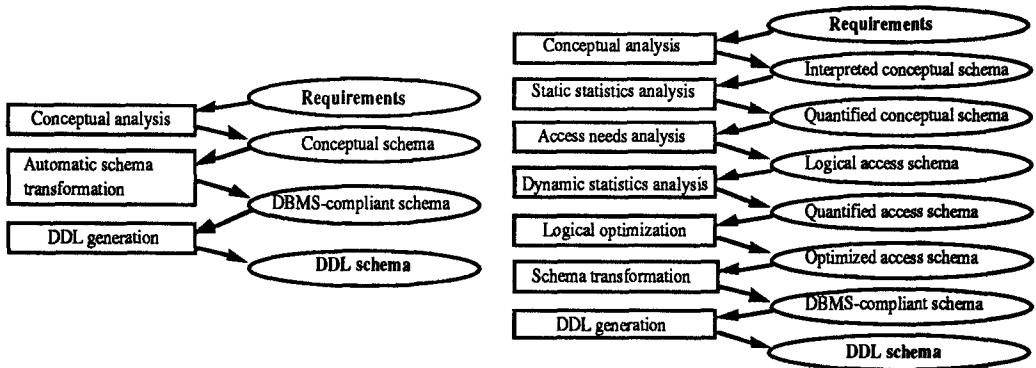 Requirements
Conceptual analysis
Conceptual schema
Automatic schema
transformation
DBMS-compliant schema
DDL generation
DDL schema
Requirements
Conceptual analysis
Interpreted conceptual schema
Static statistics analysis
Quantified conceptual schema
Access needs analysis
Logical access schema
Dynamic statistics analysis
Quantified access schema
Logical optimization
Optimized access schema
Schema transformation
DBMS-compliant schema
DDL generation
DDL schema